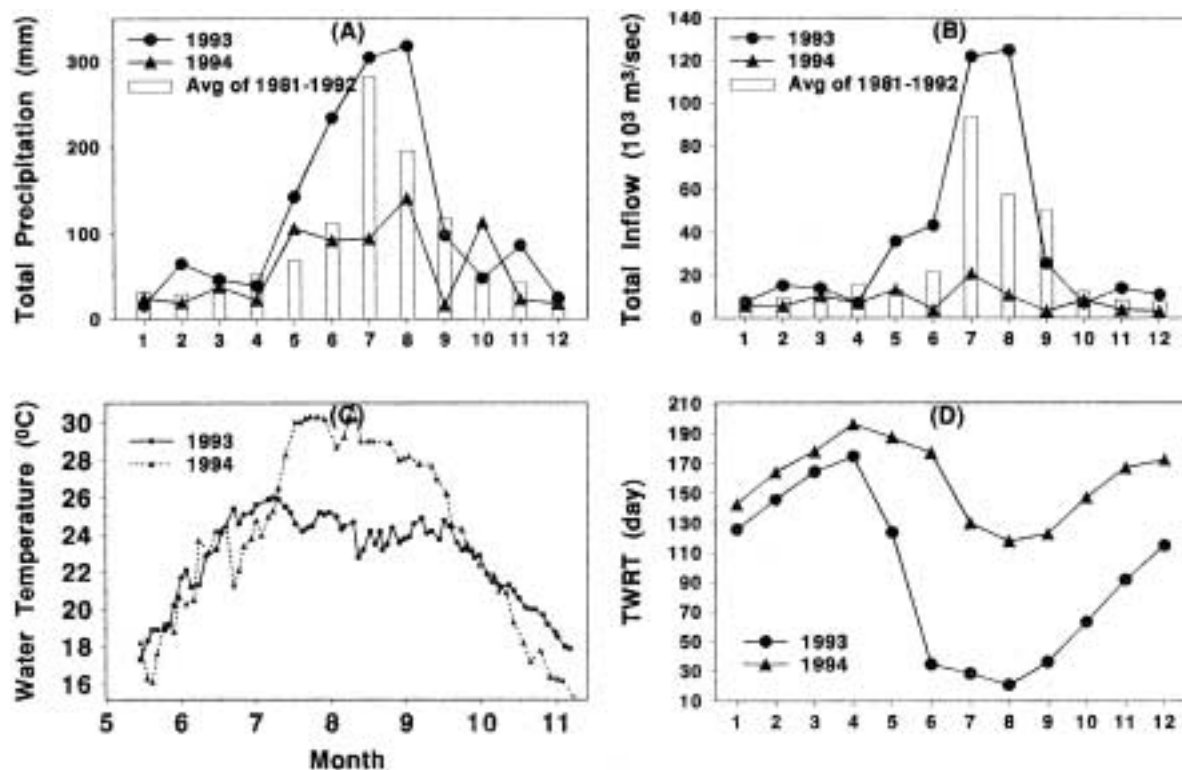 (A)
1993
1994
Avg of 1981-1992
Total Precipitation (mm)
300
200
100
0
1 2 3 4 5 6 7 8 9 10 11 12
(B)
1993
1994
Avg of 1981-1992
Total Inflow (10³ m³/sec)
140
120
100
80
60
40
20
0
1 2 3 4 5 6 7 8 9 10 11 12
(C)
1993
1994
Water Temperature (⁰C)
30
28
26
24
22
20
18
16
5 6 7 8 9 10 11
Month
(D)
1993
1994
TWRT (day)
210
190
170
150
130
110
90
70
50
30
10
1 2 3 4 5 6 7 8 9 10 11 12